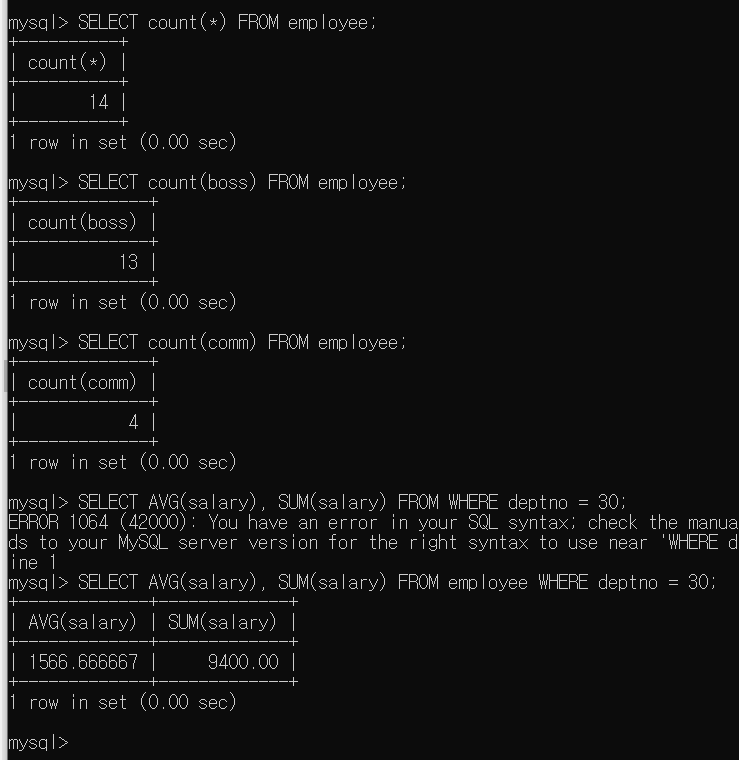 mysql> SELECT count(*) FROM employee;
+----------+
| count(*) |
+----------+
|       14 |
+----------+
1 row in set (0.00 sec)
mysql> SELECT count(boss) FROM employee;
+-------------+
| count(boss) |
+-------------+
|          13 |
+-------------+
1 row in set (0.00 sec)
mysql> SELECT count(comm) FROM employee;
+-------------+
| count(comm) |
+-------------+
|           4 |
+-------------+
1 row in set (0.00 sec)
mysql> SELECT AVG(salary), SUM(salary) FROM WHERE deptno = 30;
ERROR 1064 (42000): You have an error in your SQL syntax; check the manua
ds to your MySQL server version for the right syntax to use near 'WHERE d
ine 1
mysql> SELECT AVG(salary), SUM(salary) FROM employee WHERE deptno = 30;
+-------------+-------------+
| AVG(salary) | SUM(salary) |
+-------------+-------------+
| 1566.666667 |     9400.00 |
+-------------+-------------+
1 row in set (0.00 sec)
mysql>